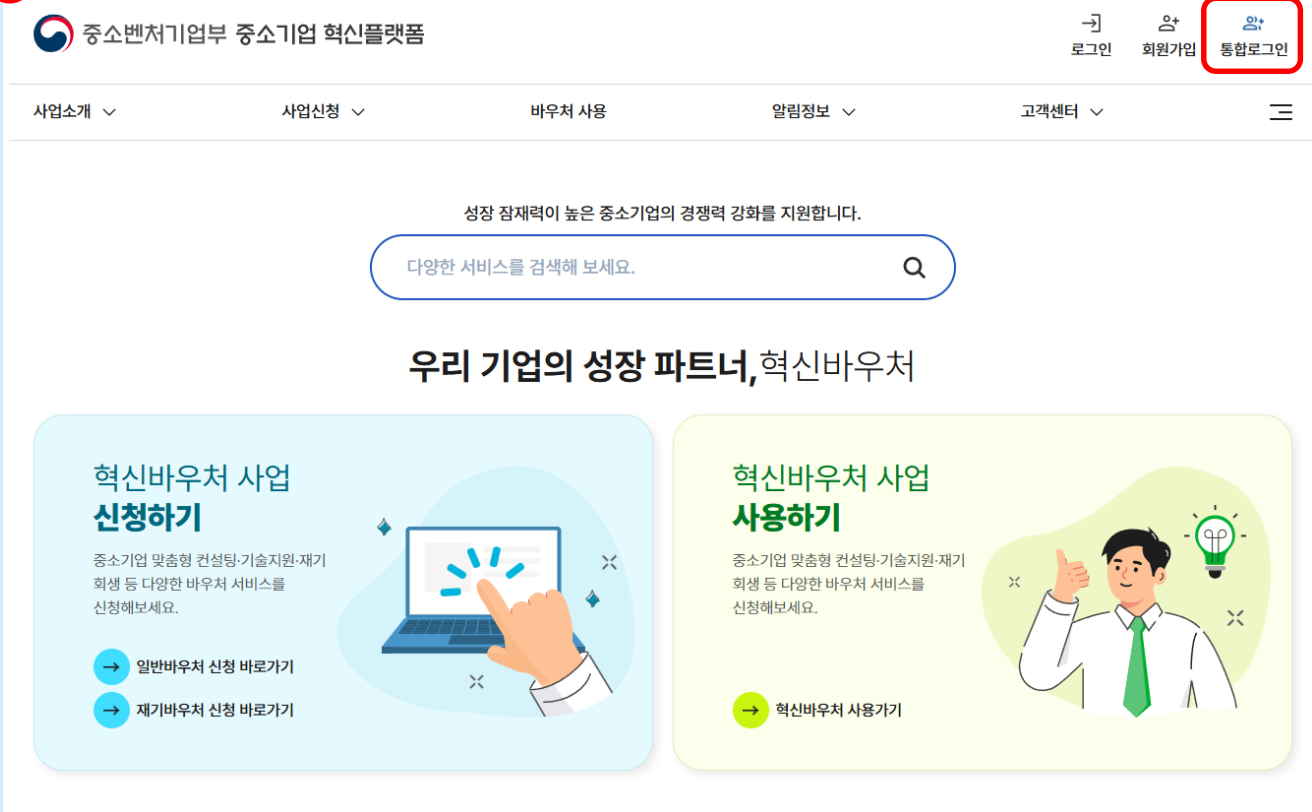 중소벤처기업부 중소기업 혁신플랫폼
로그인
회원가입
통합로그인
사업소개
사업신청
바우처 사용
알림정보
고객센터
성장 잠재력이 높은 중소기업의 경쟁력 강화를 지원합니다.
다양한 서비스를 검색해 보세요.
우리 기업의 성장 파트너,혁신바우처
혁신바우처 사업
신청하기
중소기업 맞춤형 컨설팅·기술지원·재기
회생 등 다양한 바우처 서비스를
신청해보세요.
일반바우처 신청 바로가기
재기바우처 신청 바로가기
혁신바우처 사업
사용하기
중소기업 맞춤형 컨설팅·기술지원·재기
회생 등 다양한 바우처 서비스를
신청해보세요.
혁신바우처 사용가기